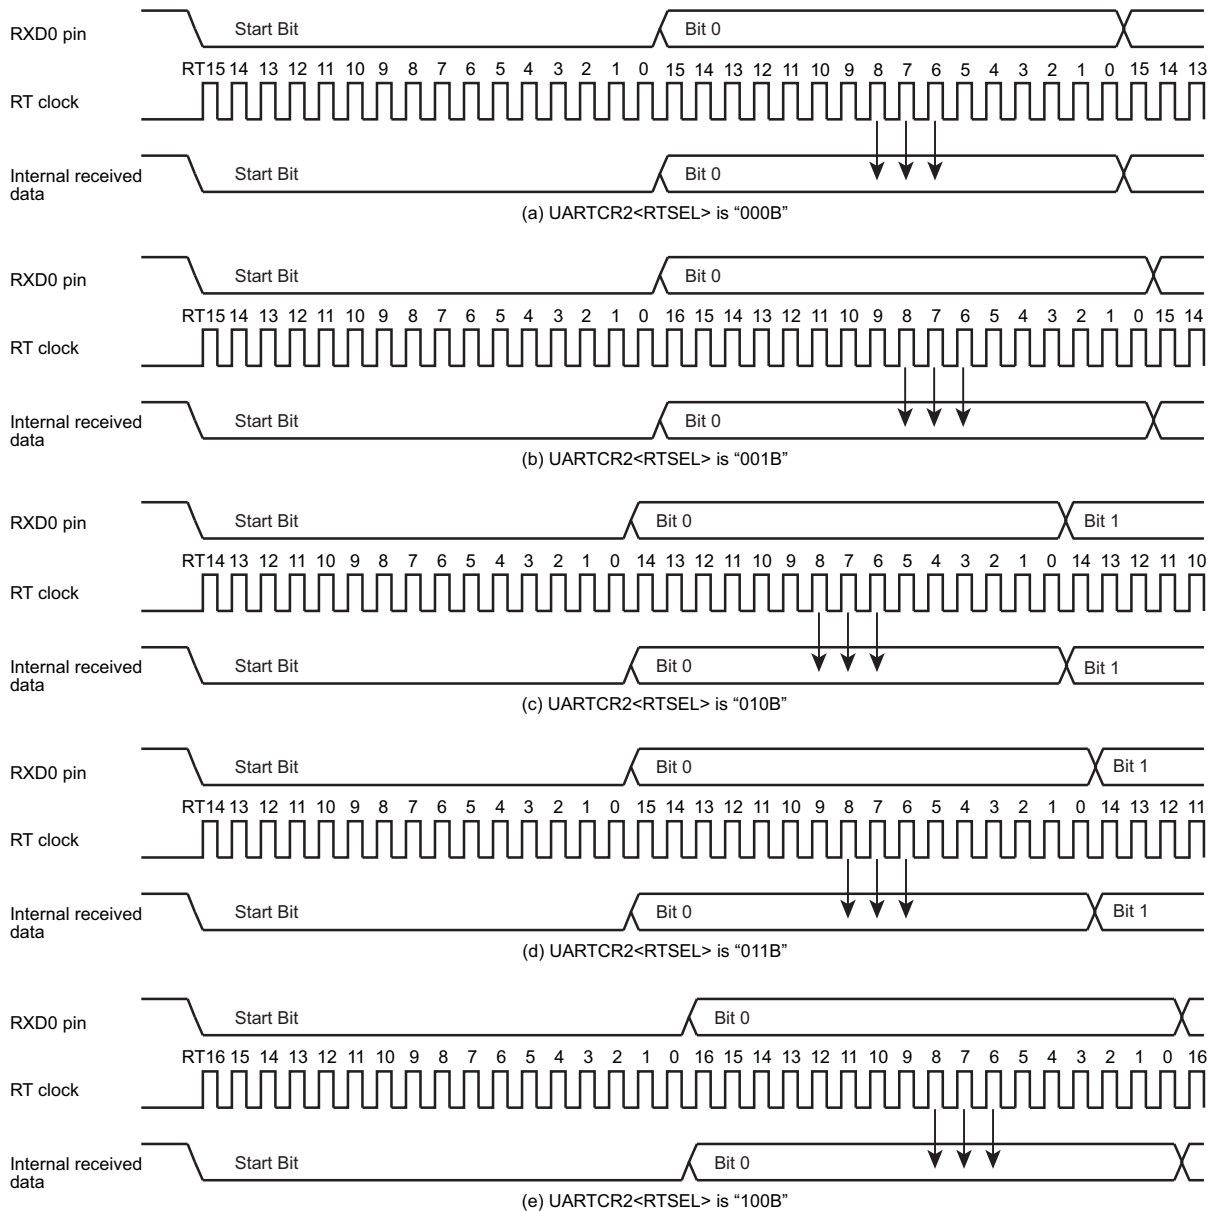 RXD0 pin Start Bit Bit 0
RT15 14 13 12 11 10 9 8 7 6 5 4 3 2 1 0 15 14 13 12 11 10 9 8 7 6 5 4 3 2 1 0 15 14 13
RT clock
Internal received data Start Bit Bit 0
(a) UARTCR2<RTSEL> is “000B”
RXD0 pin Start Bit Bit 0
RT15 14 13 12 11 10 9 8 7 6 5 4 3 2 1 0 16 15 14 13 12 11 10 9 8 7 6 5 4 3 2 1 0 15 14
RT clock
Internal received data Start Bit Bit 0
(b) UARTCR2<RTSEL> is “001B”
RXD0 pin Start Bit Bit 0 Bit 1
RT14 13 12 11 10 9 8 7 6 5 4 3 2 1 0 14 13 12 11 10 9 8 7 6 5 4 3 2 1 0 14 13 12 11 10
RT clock
Internal received data Start Bit Bit 0 Bit 1
(c) UARTCR2<RTSEL> is “010B”
RXD0 pin Start Bit Bit 0 Bit 1
RT14 13 12 11 10 9 8 7 6 5 4 3 2 1 0 15 14 13 12 11 10 9 8 7 6 5 4 3 2 1 0 14 13 12 11
RT clock
Internal received data Start Bit Bit 0 Bit 1
(d) UARTCR2<RTSEL> is “011B”
RXD0 pin Start Bit Bit 0
RT16 15 14 13 12 11 10 9 8 7 6 5 4 3 2 1 0 16 15 14 13 12 11 10 9 8 7 6 5 4 3 2 1 0 16
RT clock
Internal received data Start Bit Bit 0
(e) UARTCR2<RTSEL> is “100B”